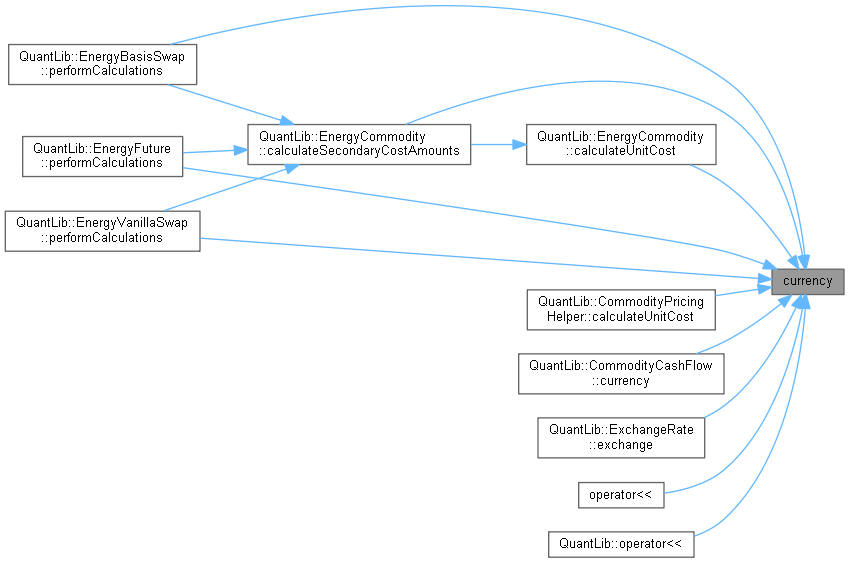 QuantLib::EnergyBasisSwap
::performCalculations
QuantLib::EnergyFuture
::performCalculations
QuantLib::EnergyVanillaSwap
::performCalculations
QuantLib::EnergyCommodity
::calculateSecondaryCostAmounts
QuantLib::EnergyCommodity
::calculateUnitCost
currency
QuantLib::CommodityPricing
Helper::calculateUnitCost
QuantLib::CommodityCashFlow
::currency
QuantLib::ExchangeRate
::exchange
operator<<
QuantLib::operator<<